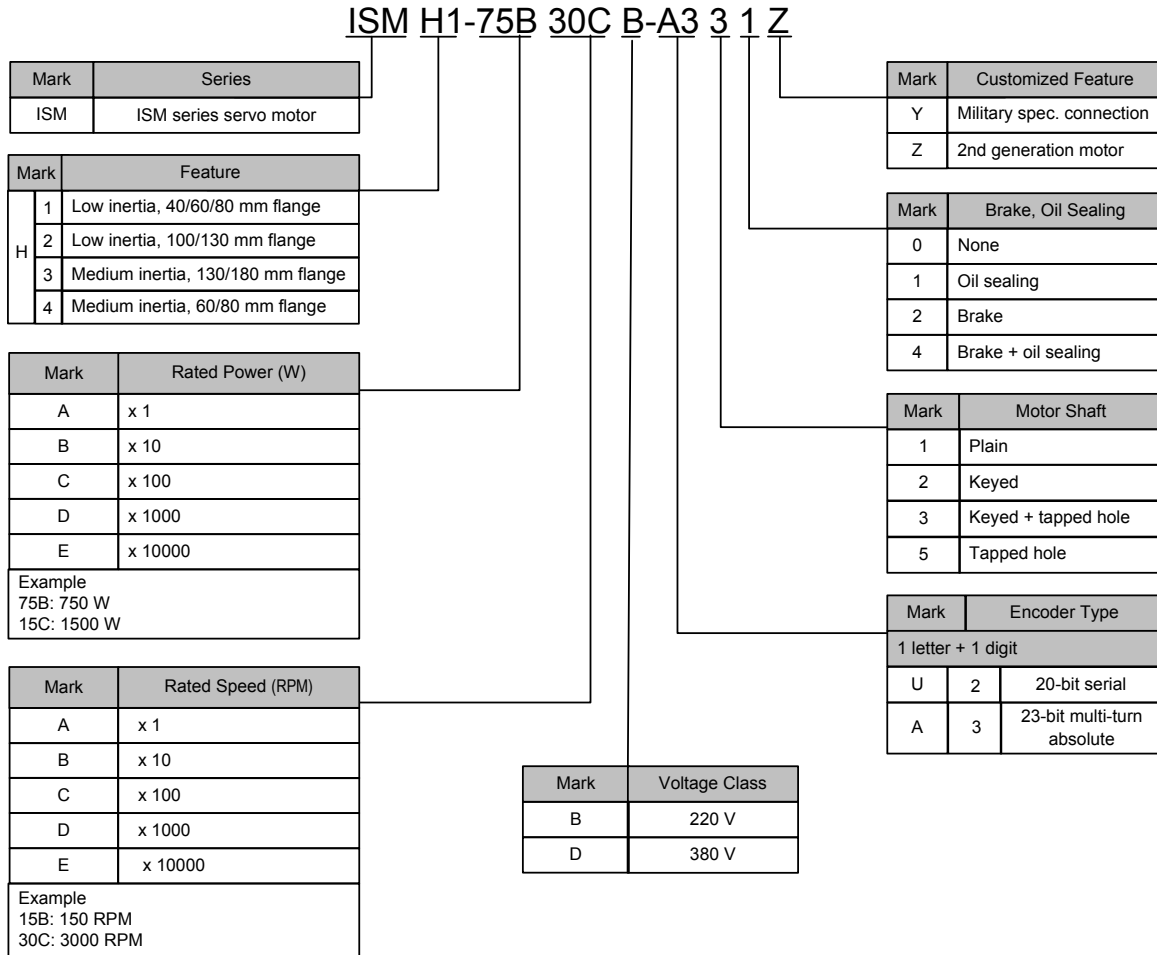 ISM H1-75B 30C B-A3 3 1 Z
Mark Series
ISM ISM series servo motor
Mark Feature
H
1 Low inertia, 40/60/80 mm flange
2 Low inertia, 100/130 mm flange
3 Medium inertia, 130/180 mm flange
4 Medium inertia, 60/80 mm flange
Mark Rated Power (W)
A x 1
B x 10
C x 100
D x 1000
E x 10000
Example
75B: 750 W
15C: 1500 W
Mark Rated Speed (RPM)
A x 1
B x 10
C x 100
D x 1000
E x 10000
Example
15B: 150 RPM
30C: 3000 RPM
Mark Voltage Class
B 220 V
D 380 V
Mark Customized Feature
Y Military spec. connection
Z 2nd generation motor
Mark Brake, Oil Sealing
0 None
1 Oil sealing
2 Brake
4 Brake + oil sealing
Mark Motor Shaft
1 Plain
2 Keyed
3 Keyed + tapped hole
5 Tapped hole
Mark Encoder Type
1 letter + 1 digit
U 2 20-bit serial
A 3 23-bit multi-turn
absolute